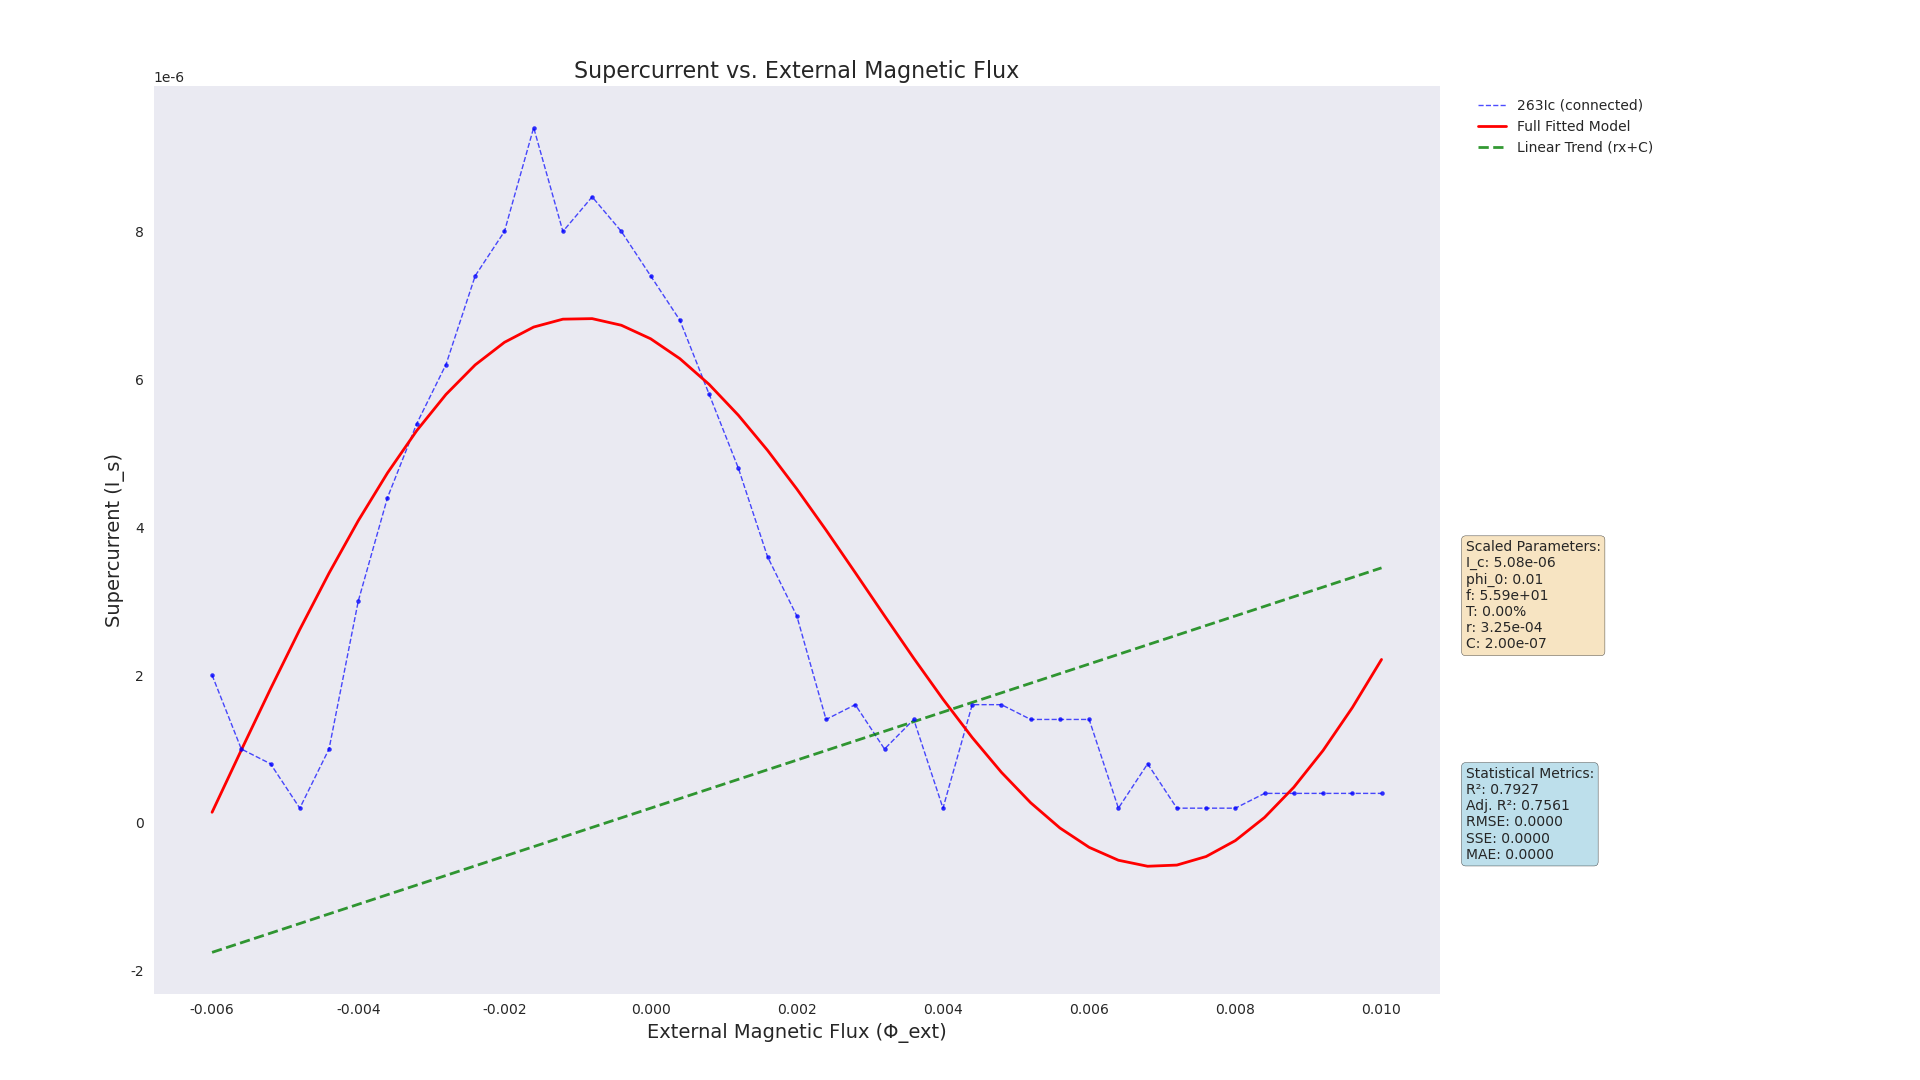 Supercurrent vs. External Magnetic Flux
1e-6
263Ic (connected)
Full Fitted Model
Linear Trend (rx+C)
8
6
4
2
0
-2
Supercurrent (I_s)
-0.006
-0.004
-0.002
0.000
0.002
0.004
0.006
0.008
0.010
External Magnetic Flux (Φ_ext)
Scaled Parameters:
I_c: 5.08e-06
phi_0: 0.01
f: 5.59e+01
T: 0.00%
r: 3.25e-04
C: 2.00e-07
Statistical Metrics:
R²: 0.7927
Adj. R²: 0.7561
RMSE: 0.0000
SSE: 0.0000
MAE: 0.0000